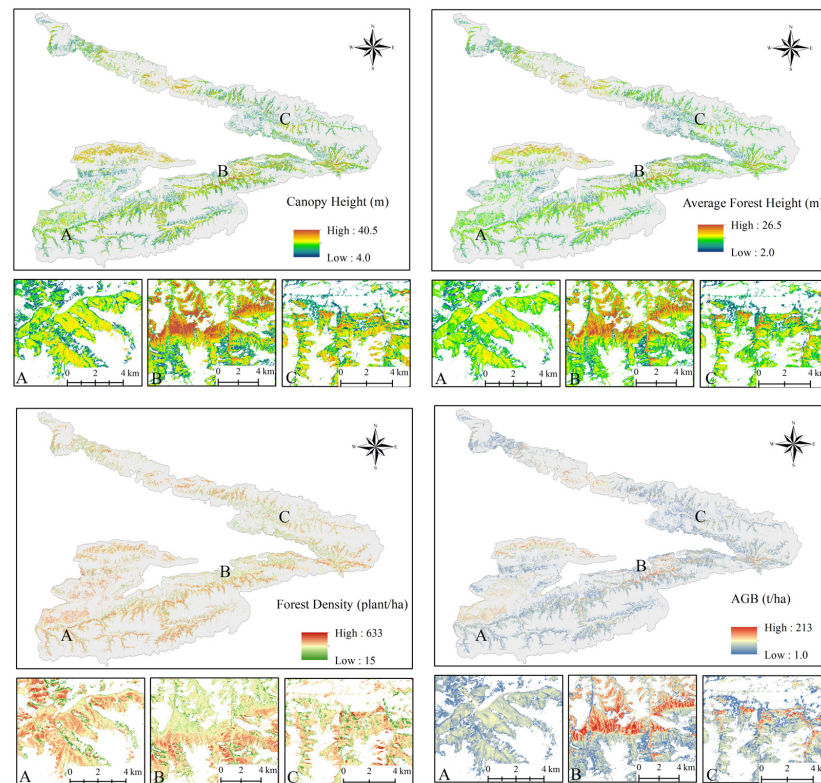 N
W E
S
C
B
A
Canopy Height (m)
High : 40.5
Low : 4.0
A
0 2 4 km
B
0 2 4 km
C
0 2 4 km
N
W E
S
C
B
A
Average Forest Height (m)
High : 26.5
Low : 2.0
A
0 2 4 km
B
0 2 4 km
C
0 2 4 km
N
W E
S
C
B
A
Forest Density (plant/ha)
High : 633
Low : 15
A
0 2 4 km
B
0 2 4 km
C
0 2 4 km
N
W E
S
C
B
A
AGB (t/ha)
High : 213
Low : 1.0
A
0 2 4 km
B
0 2 4 km
C
0 2 4 km